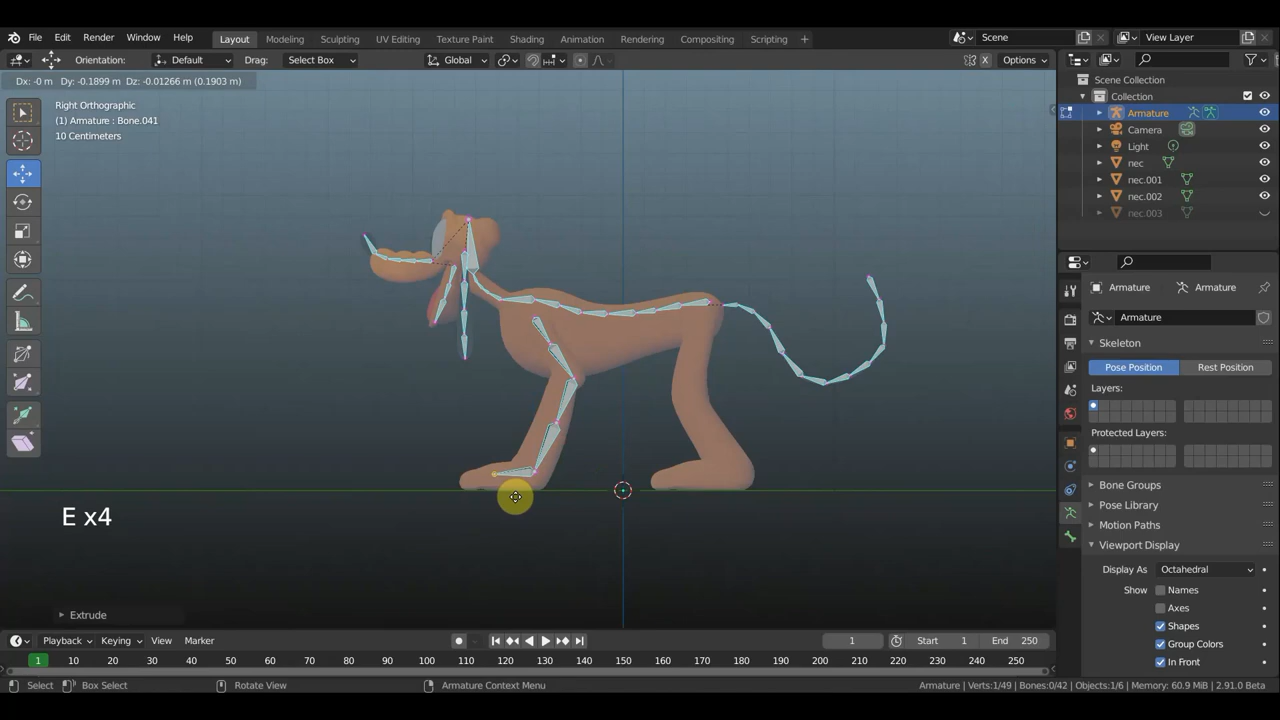 File Edit Render Window Help Layout Modeling Sculpting UV Editing Texture Paint Shading Animation Rendering Compositing Scripting + Scene View Layer
Orientation: Default Drag: Select Box Global X Options
Dx: -0 m Dy: -0.1899 m Dz: -0.01266 m (0.1903 m)
Right Orthographic
(1) Armature : Bone.041
10 Centimeters
Scene Collection
Collection
Armature
Camera
Light
nec
nec.001
nec.002
nec.003
Armature Armature
Armature
Skeleton
Pose Position Rest Position
Layers:
Protected Layers:
Bone Groups
Pose Library
Motion Paths
Viewport Display
Display As Octahedral
Show Names
Axes
Shapes
Group Colors
In Front
E x4
Extrude
Playback Keying View Marker 1 Start 1 End 250
1 10 20 30 40 50 60 70 80 90 100 110 120 130 140 150 160 170 180 190 200 210 220 230 240 250
Select Box Select Rotate View Armature Context Menu Armature | Verts:1/49 | Bones:0/42 | Objects:1/6 | Memory: 60.9 MiB | 2.91.0 Beta